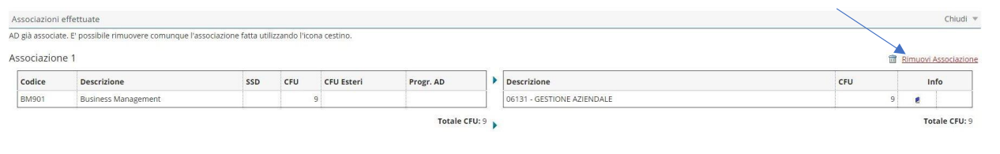 Associazioni effettuate Chiudi
AD già associate. E' possibile rimuovere comunque l'associazione fatta utilizzando l'icona cestino.
Associazione 1 Rimuovi Associazione
Codice Descrizione SSD CFU CFU Esteri Progr. AD Descrizione CFU Info
BM901 Business Management 9 06131 - GESTIONE AZIENDALE 9
Totale CFU: 9 Totale CFU: 9